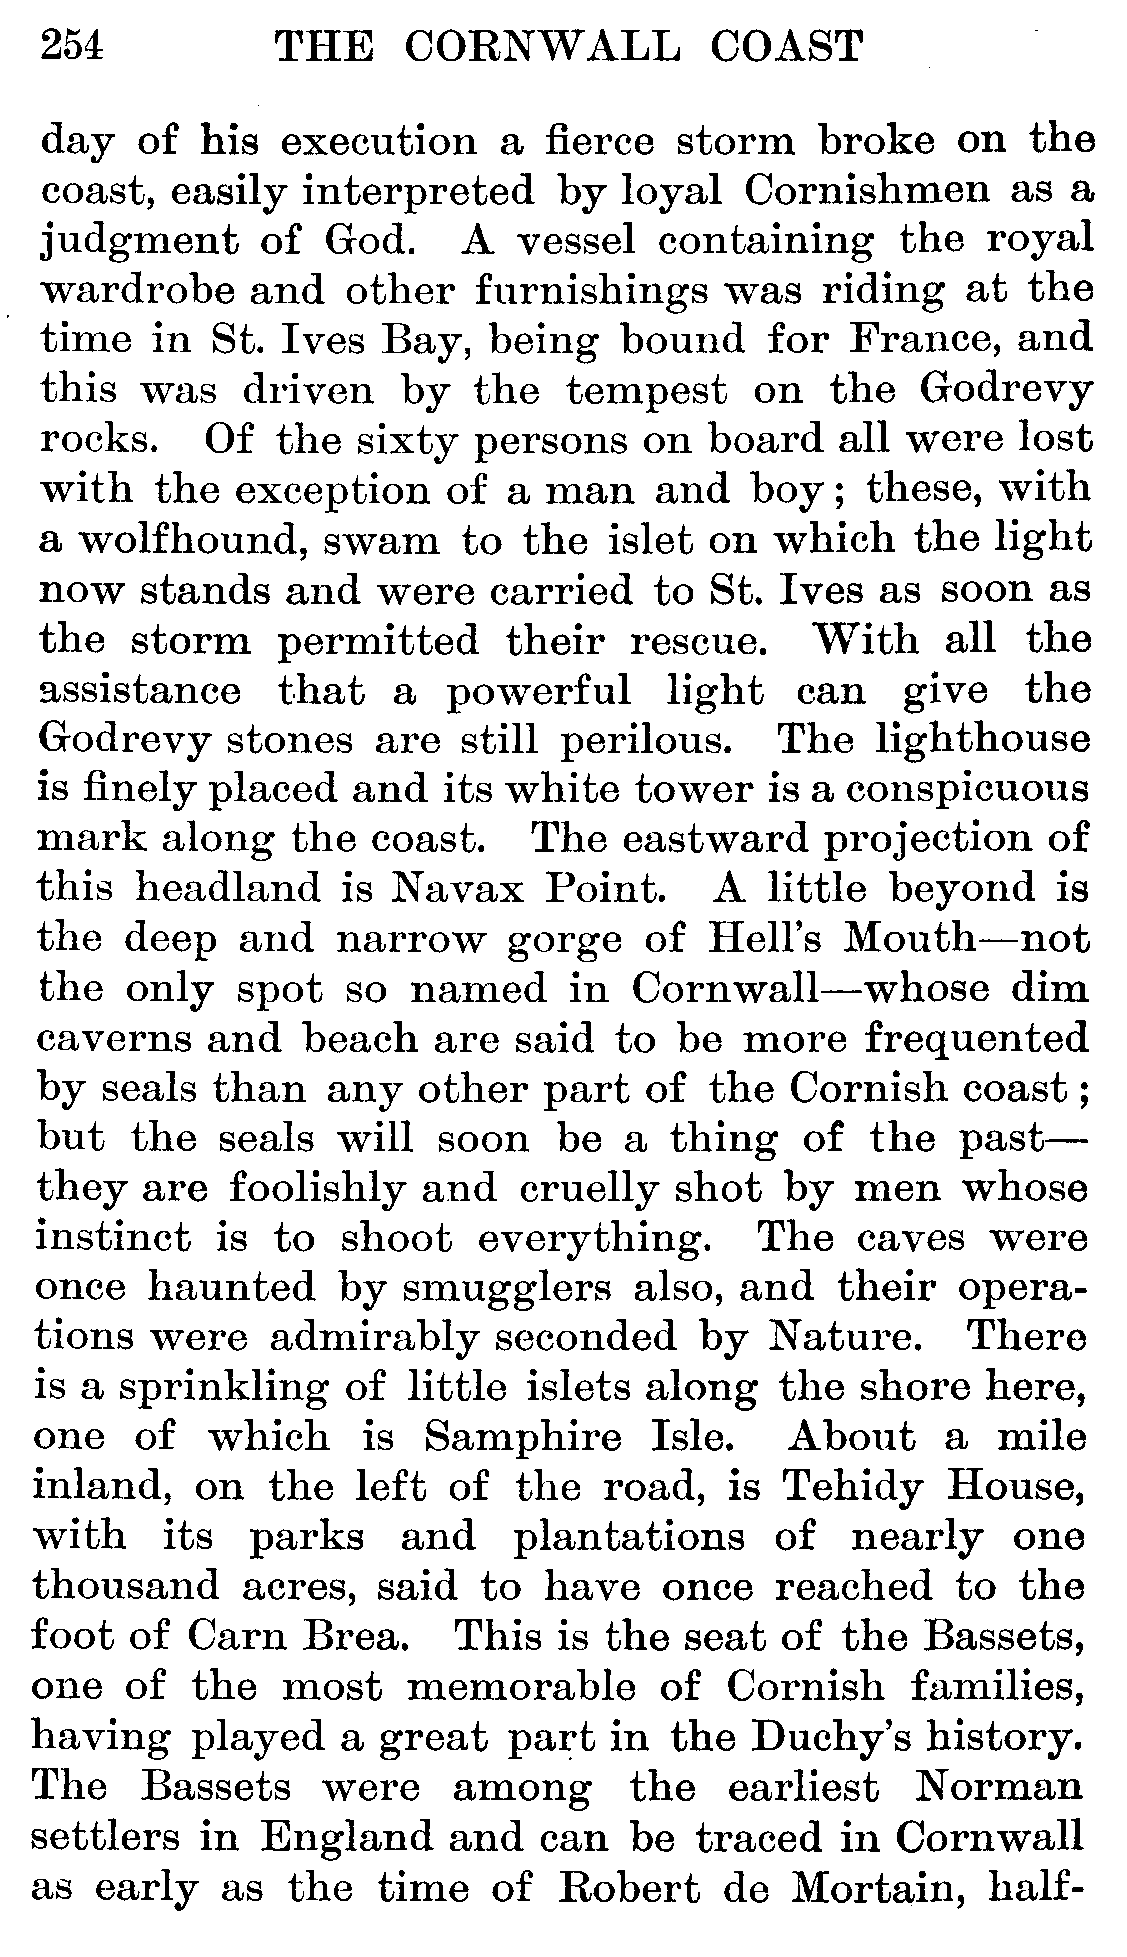 254 THE CORNWALL COAST
day of his execution a fierce storm broke on the
coast, easily interpreted by loyal Cornishmen as a
judgment of God. A vessel containing the royal
wardrobe and other furnishings was riding at the
time in St. Ives Bay, being bound for France, and
this was driven by the tempest on the Godrevy
rocks. Of the sixty persons on board all were lost
with the exception of a man and boy; these, with
a wolfhound, swam to the islet on which the light
now stands and were carried to St. Ives as soon as
the storm permitted their rescue. With all the
assistance that a powerful light can give the
Godrevy stones are still perilous. The lighthouse
is finely placed and its white tower is a conspicuous
mark along the coast. The eastward projection of
this headland is Navax Point. A little beyond is
the deep and narrow gorge of Hell's Mouth—not
the only spot so named in Cornwall—whose dim
caverns and beach are said to be more frequented
by seals than any other part of the Cornish coast;
but the seals will soon be a thing of the past—
they are foolishly and cruelly shot by men whose
instinct is to shoot everything. The caves were
once haunted by smugglers also, and their opera-
tions were admirably seconded by Nature. There
is a sprinkling of little islets along the shore here,
one of which is Samphire Isle. About a mile
inland, on the left of the road, is Tehidy House,
with its parks and plantations of nearly one
thousand acres, said to have once reached to the
foot of Carn Brea. This is the seat of the Bassets,
one of the most memorable of Cornish families,
having played a great part in the Duchy's history.
The Bassets were among the earliest Norman
settlers in England and can be traced in Cornwall
as early as the time of Robert de Mortain, half-